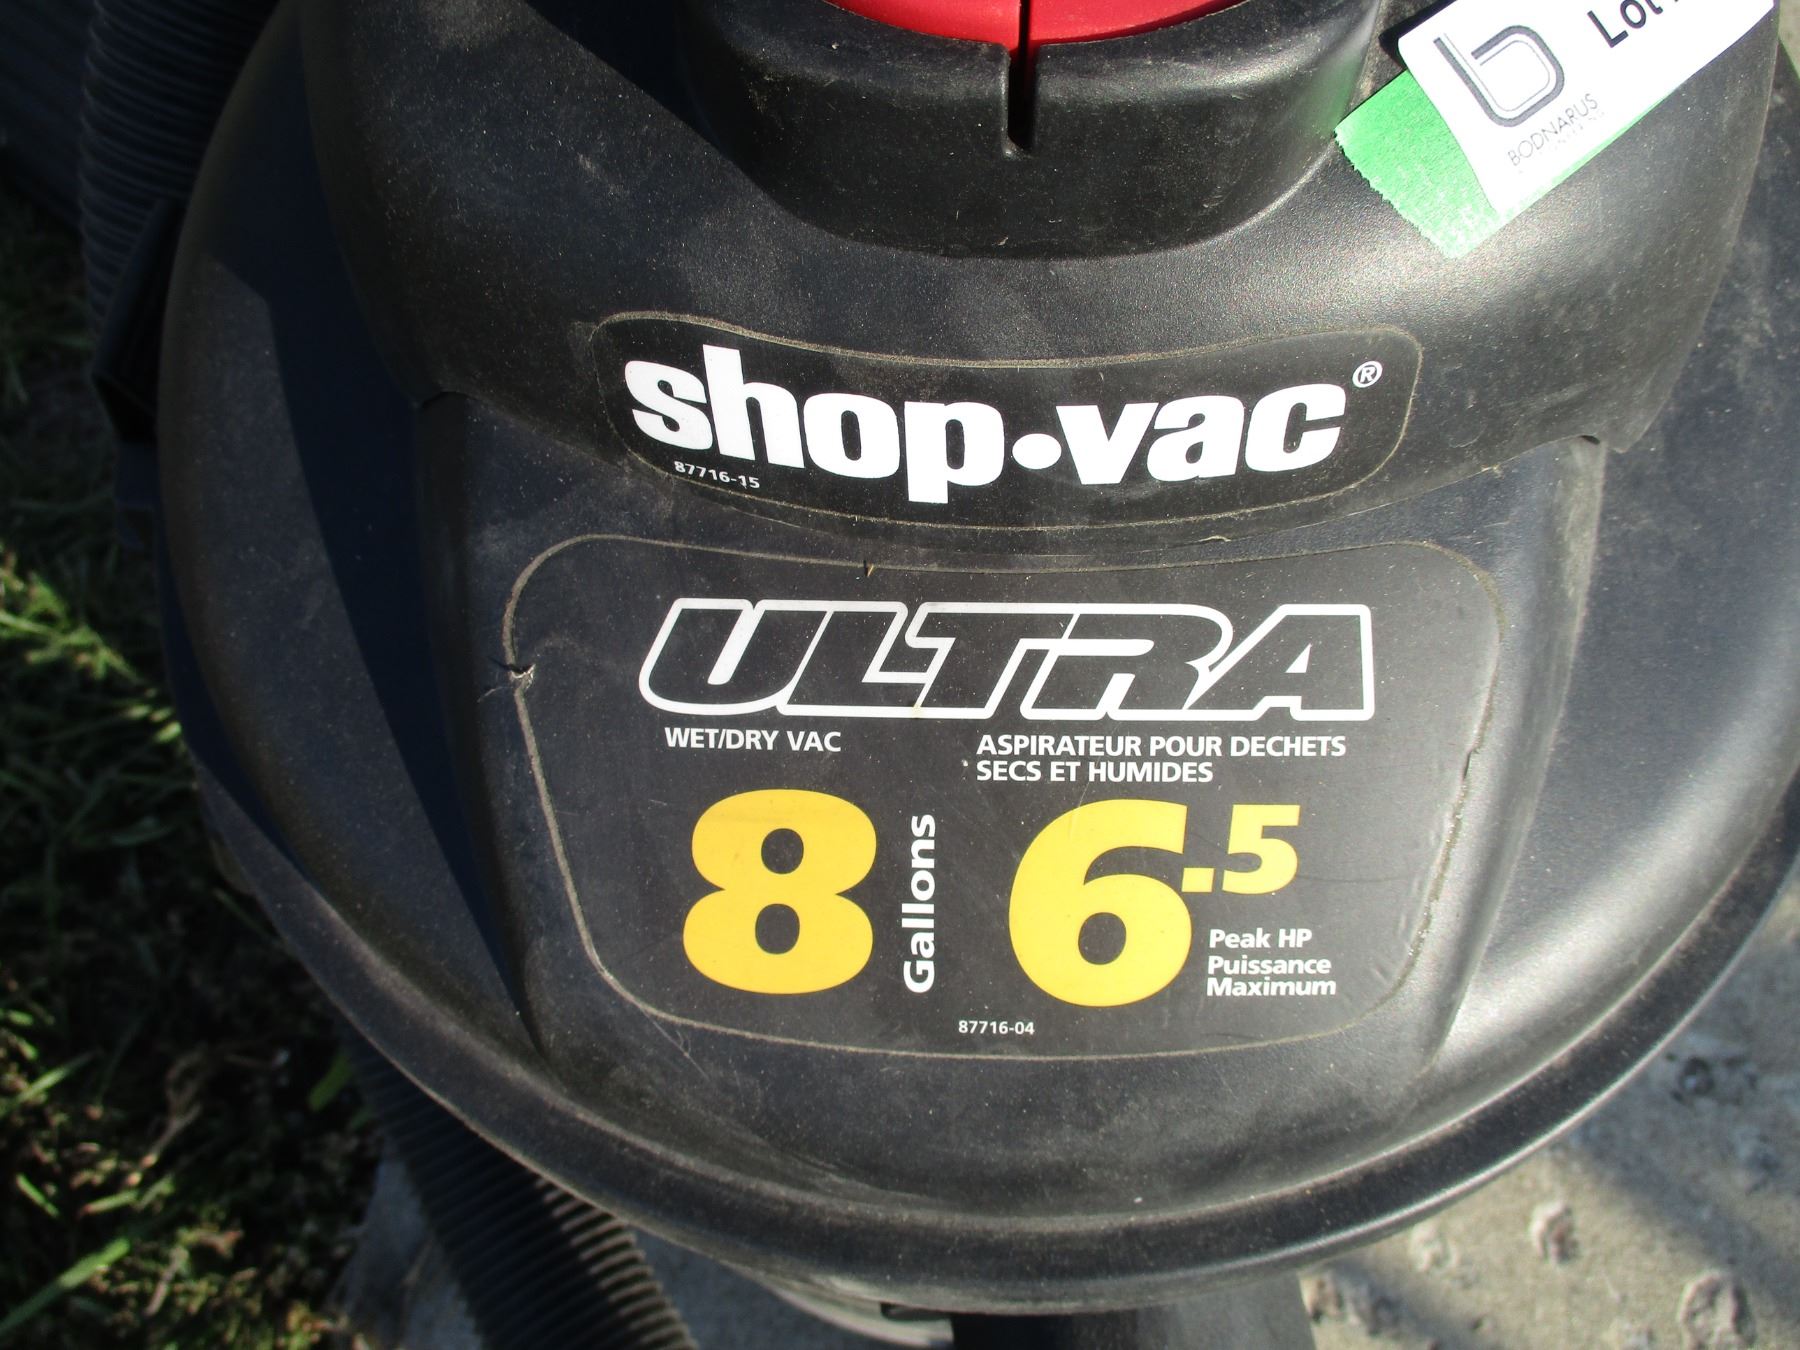 Lot
b
BODNARUS
shop·vac®
87716-15
ULTRA
WET/DRY VAC
ASPIRATEUR POUR DECHETS
SECS ET HUMIDES
8 Gallons
6.5
Peak HP
Puissance
Maximum
87716-04